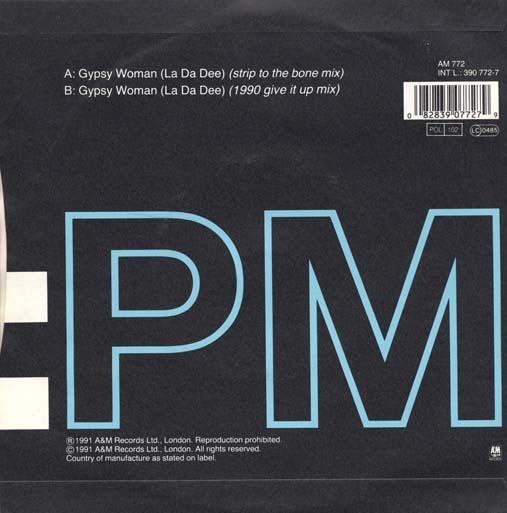 A: Gypsy Woman (La Da Dee) (strip to the bone mix)
B: Gypsy Woman (La Da Dee) (1990 give it up mix)
AM 772
INT'L.: 390 772-7
0 82839 07727 9
POL 102 LC 0485
:PM
℗ 1991 A&M Records Ltd., London. Reproduction prohibited.
© 1991 A&M Records Ltd., London. All rights reserved.
Country of manufacture as stated on label.
AM
RECORDS